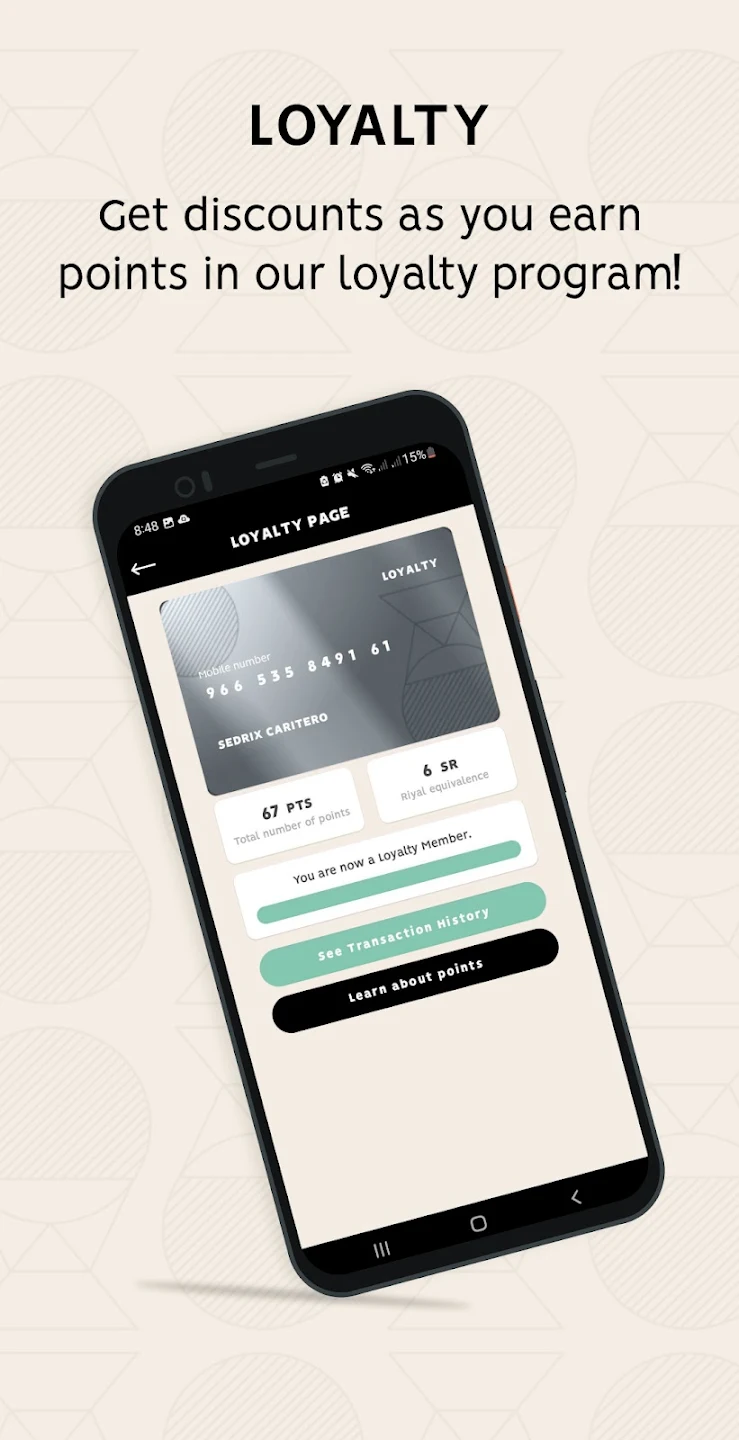 LOYALTY
Get discounts as you earn
points in our loyalty program!
8:48
15%
LOYALTY PAGE
LOYALTY
Mobile number
966 535 8491 61
SEDRIX CARITERO
67 PTS
Total number of points
6 SR
Riyal equivalence
You are now a Loyalty Member.
See Transaction History
Learn about points